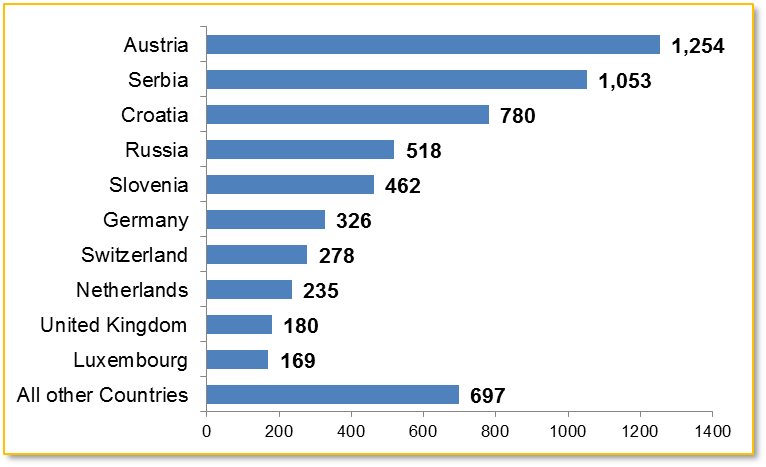 Austria 1,254
Serbia 1,053
Croatia 780
Russia 518
Slovenia 462
Germany 326
Switzerland 278
Netherlands 235
United Kingdom 180
Luxembourg 169
All other Countries 697
0 200 400 600 800 1000 1200 1400